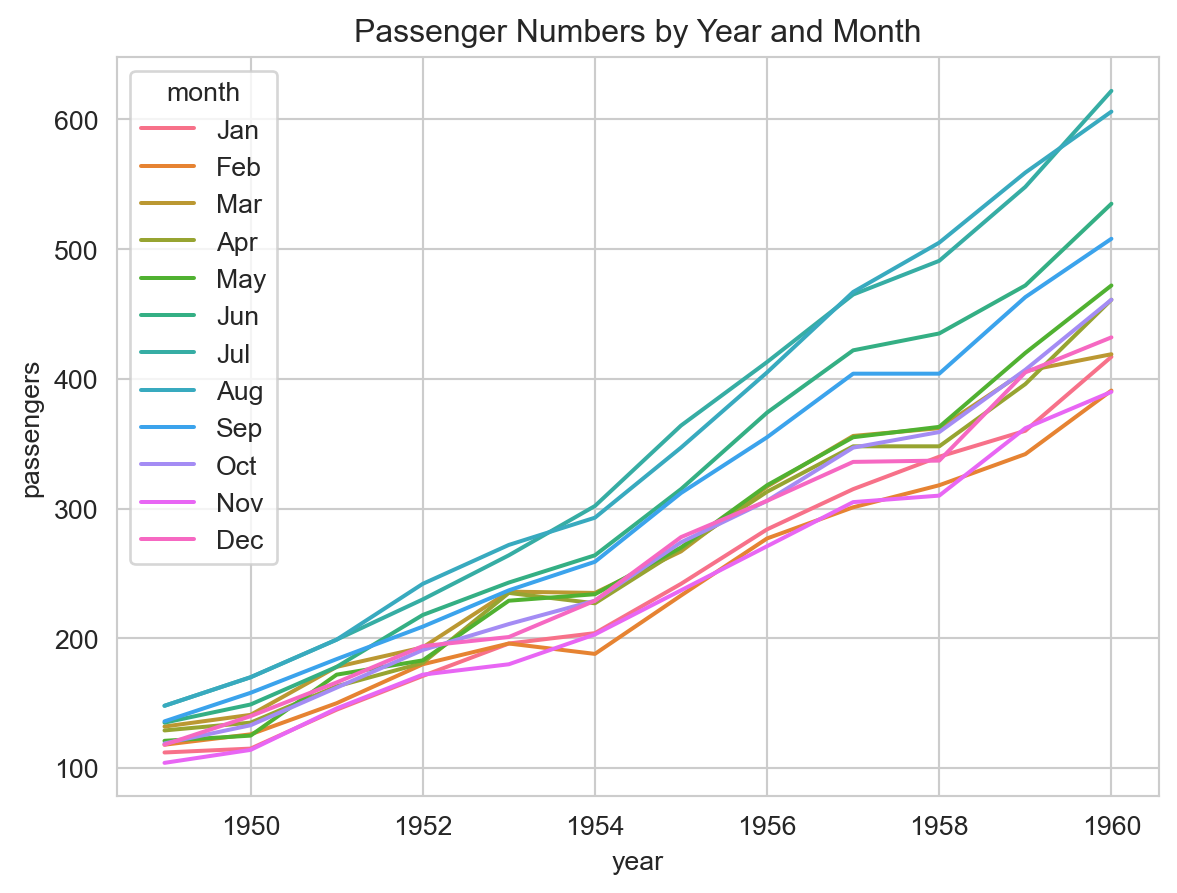 Passenger Numbers by Year and Month
passengers
600
500
400
300
200
100
month
Jan
Feb
Mar
Apr
May
Jun
Jul
Aug
Sep
Oct
Nov
Dec
1950 1952 1954 1956 1958 1960
year